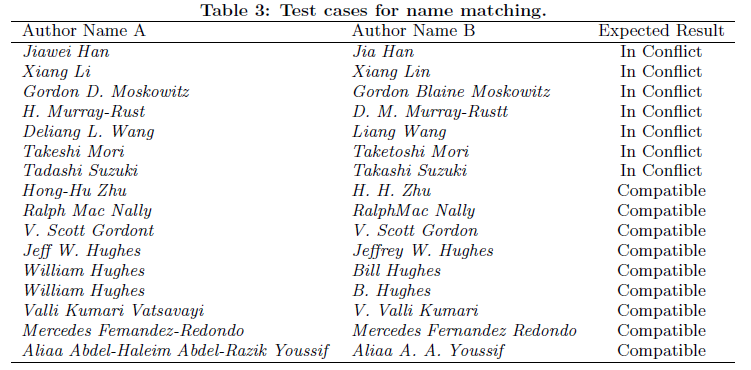 Table 3: Test cases for name matching.
Author Name A Author Name B Expected Result
Jiawei Han Jia Han In Conflict
Xiang Li Xiang Lin In Conflict
Gordon D. Moskowitz Gordon Blaine Moskowitz In Conflict
H. Murray-Rust D. M. Murray-Rustt In Conflict
Deliang L. Wang Liang Wang In Conflict
Takeshi Mori Taketoshi Mori In Conflict
Tadashi Suzuki Takashi Suzuki In Conflict
Hong-Hu Zhu H. H. Zhu Compatible
Ralph Mac Nally RalphMac Nally Compatible
V. Scott Gordont V. Scott Gordon Compatible
Jeff W. Hughes Jeffrey W. Hughes Compatible
William Hughes Bill Hughes Compatible
William Hughes B. Hughes Compatible
Valli Kumari Vatsavayi V. Valli Kumari Compatible
Mercedes Femandez-Redondo Mercedes Fernandez Redondo Compatible
Aliaa Abdel-Haleim Abdel-Razik Youssif Aliaa A. A. Youssif Compatible